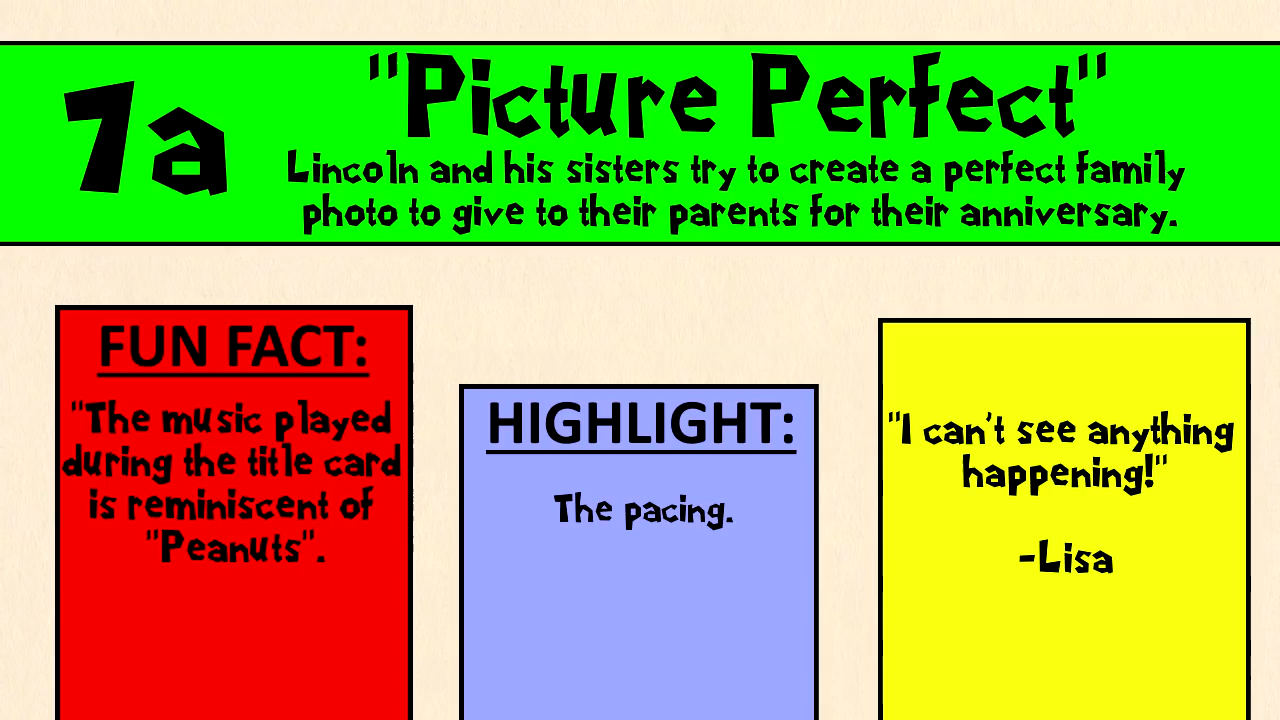 7a
"Picture Perfect"
Lincoln and his sisters try to create a perfect family
photo to give to their parents for their anniversary.
FUN FACT:
"The music played
during the title card
is reminiscent of
"Peanuts".
HIGHLIGHT:
The pacing.
"I can't see anything
happening!"
-Lisa